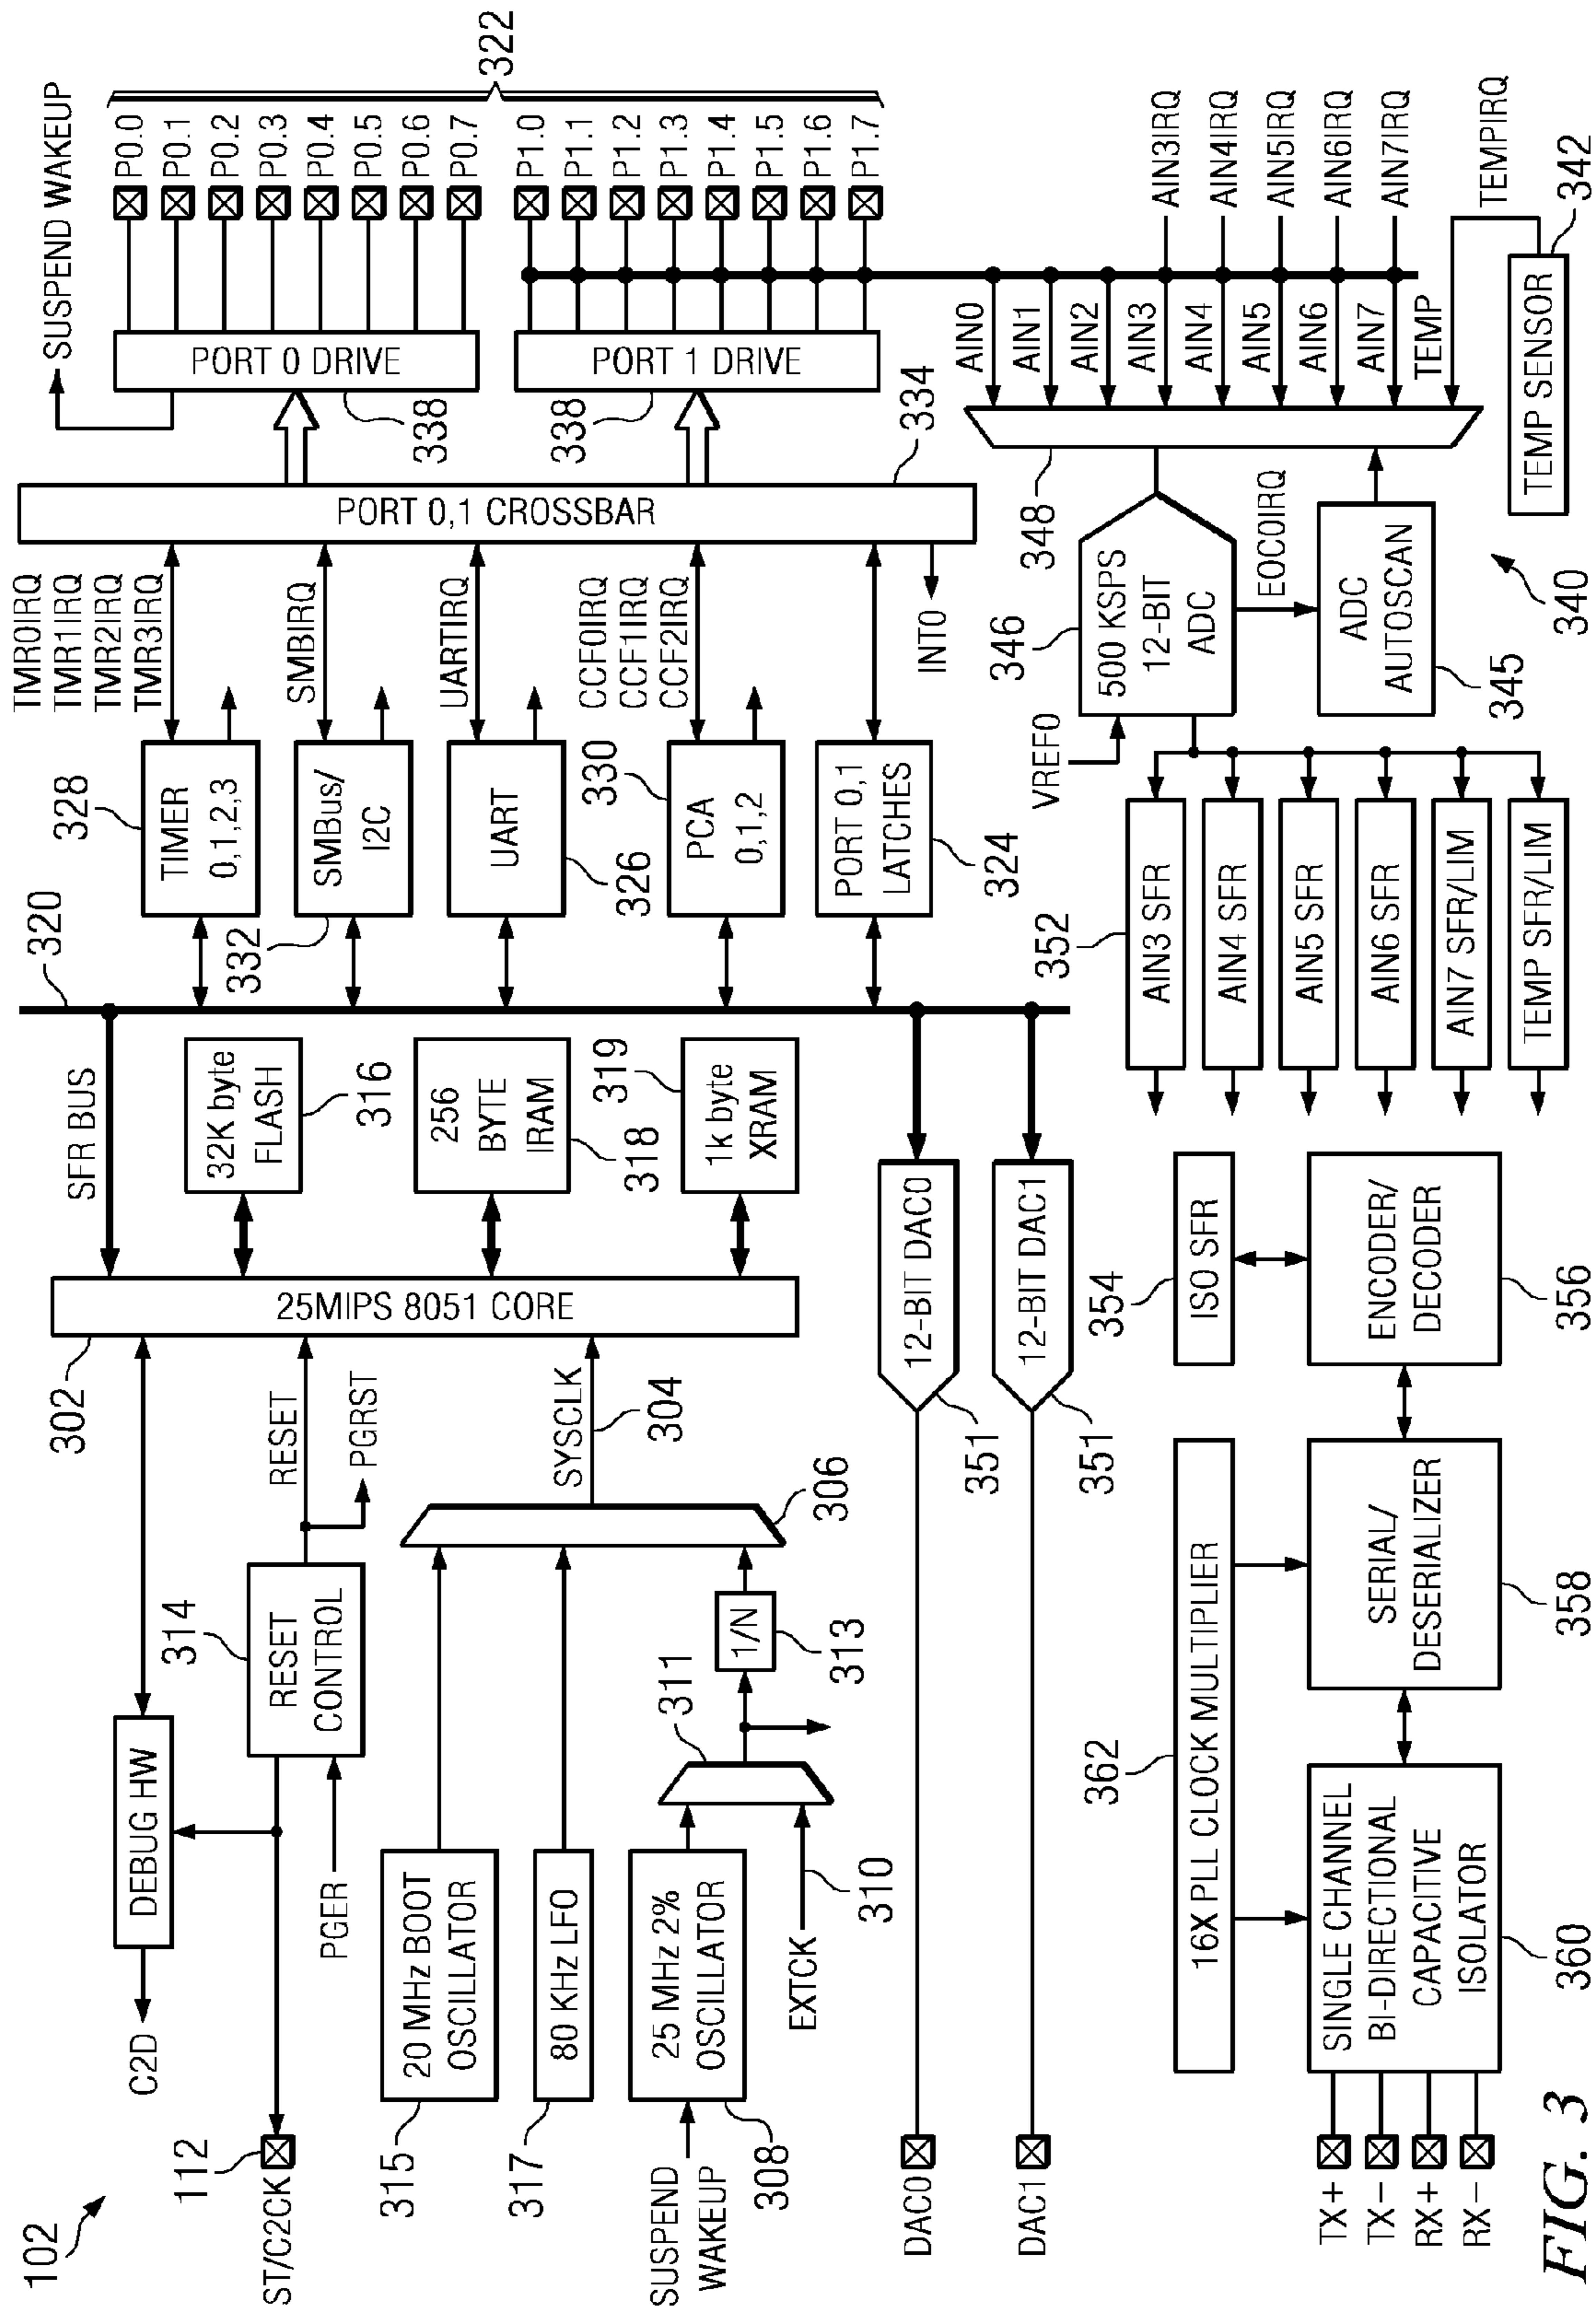 102
112
ST/C2CK
C2D
DEBUG HW
PGER
314
RESET
CONTROL
RESET
PGRST
302
25MIPS 8051 CORE
315
20 MHz BOOT
OSCILLATOR
317
80 KHz LFO
SUSPEND
WAKEUP
308
25 MHz 2%
OSCILLATOR
EXTCK
310
311
1/N
313
306
SYSCLK
304
SFR BUS
320
32K byte
FLASH
316
256
BYTE
IRAM
318
319
1k byte
XRAM
328
TIMER
0,1,2,3
TMR0IRQ
TMR1IRQ
TMR2IRQ
TMR3IRQ
332
SMBus/
I2C
SMBIRQ
326
UART
UARTIRQ
330
PCA
0,1,2
CCF0IRQ
CCF1IRQ
CCF2IRQ
PORT 0,1
LATCHES
324
INT0
PORT 0,1 CROSSBAR
334
SUSPEND WAKEUP
PORT 0 DRIVE
338
PORT 1 DRIVE
338
P0.0
P0.1
P0.2
P0.3
P0.4
P0.5
P0.6
P0.7
P1.0
P1.1
P1.2
P1.3
P1.4
P1.5
P1.6
P1.7
322
DAC0
12-BIT DAC0
351
DAC1
12-BIT DAC1
351
VREF0
346
500 KSPS
12-BIT
ADC
348
EOC0IRQ
ADC
AUTOSCAN
345
340
AIN0
AIN1
AIN2
AIN3
AIN4
AIN5
AIN6
AIN7
TEMP
AIN3IRQ
AIN4IRQ
AIN5IRQ
AIN6IRQ
AIN7IRQ
TEMPIRQ
TEMP SENSOR
342
352
AIN3 SFR
AIN4 SFR
AIN5 SFR
AIN6 SFR
AIN7 SFR/LIM
TEMP SFR/LIM
354
ISO SFR
ENCODER/
DECODER
356
SERIAL/
DESERIALIZER
358
362
16X PLL CLOCK MULTIPLIER
SINGLE CHANNEL
BI-DIRECTIONAL
CAPACITIVE
ISOLATOR
360
TX+
TX-
RX+
RX-
FIG. 3